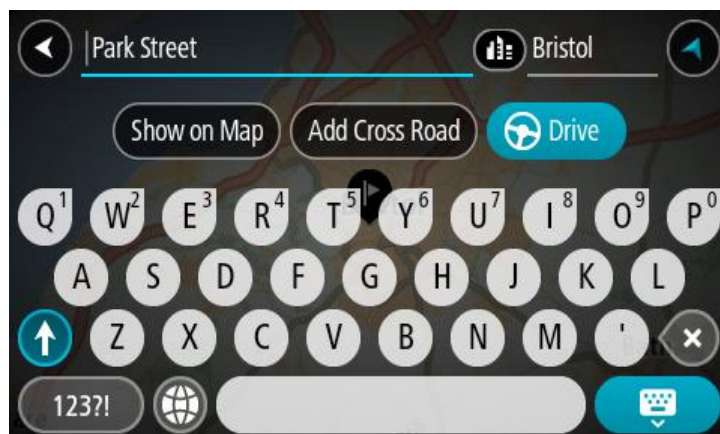 Park Street Bristol
Show on Map Add Cross Road Drive
Q1 W2 E3 R4 T5 Y6 U7 I8 O9 P0
A S D F G H J K L
Z X C V B N M '
123?!